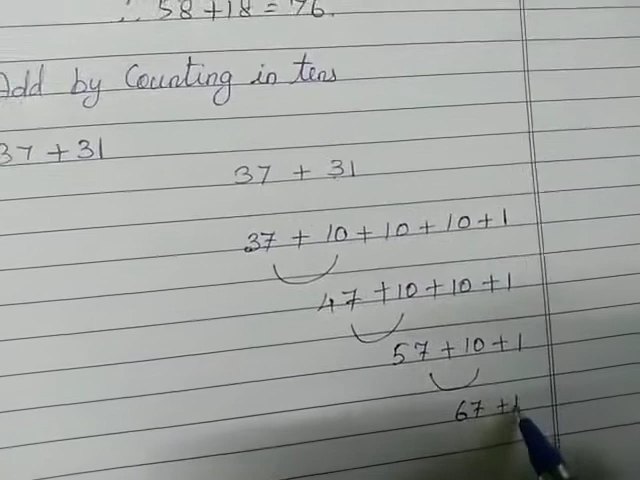 ∴ 58 + 18 = 76.
Add by Counting in tens
37 + 31
37 + 31
37 + 10 + 10 + 10 + 1
47 + 10 + 10 + 1
57 + 10 + 1
67 + 1